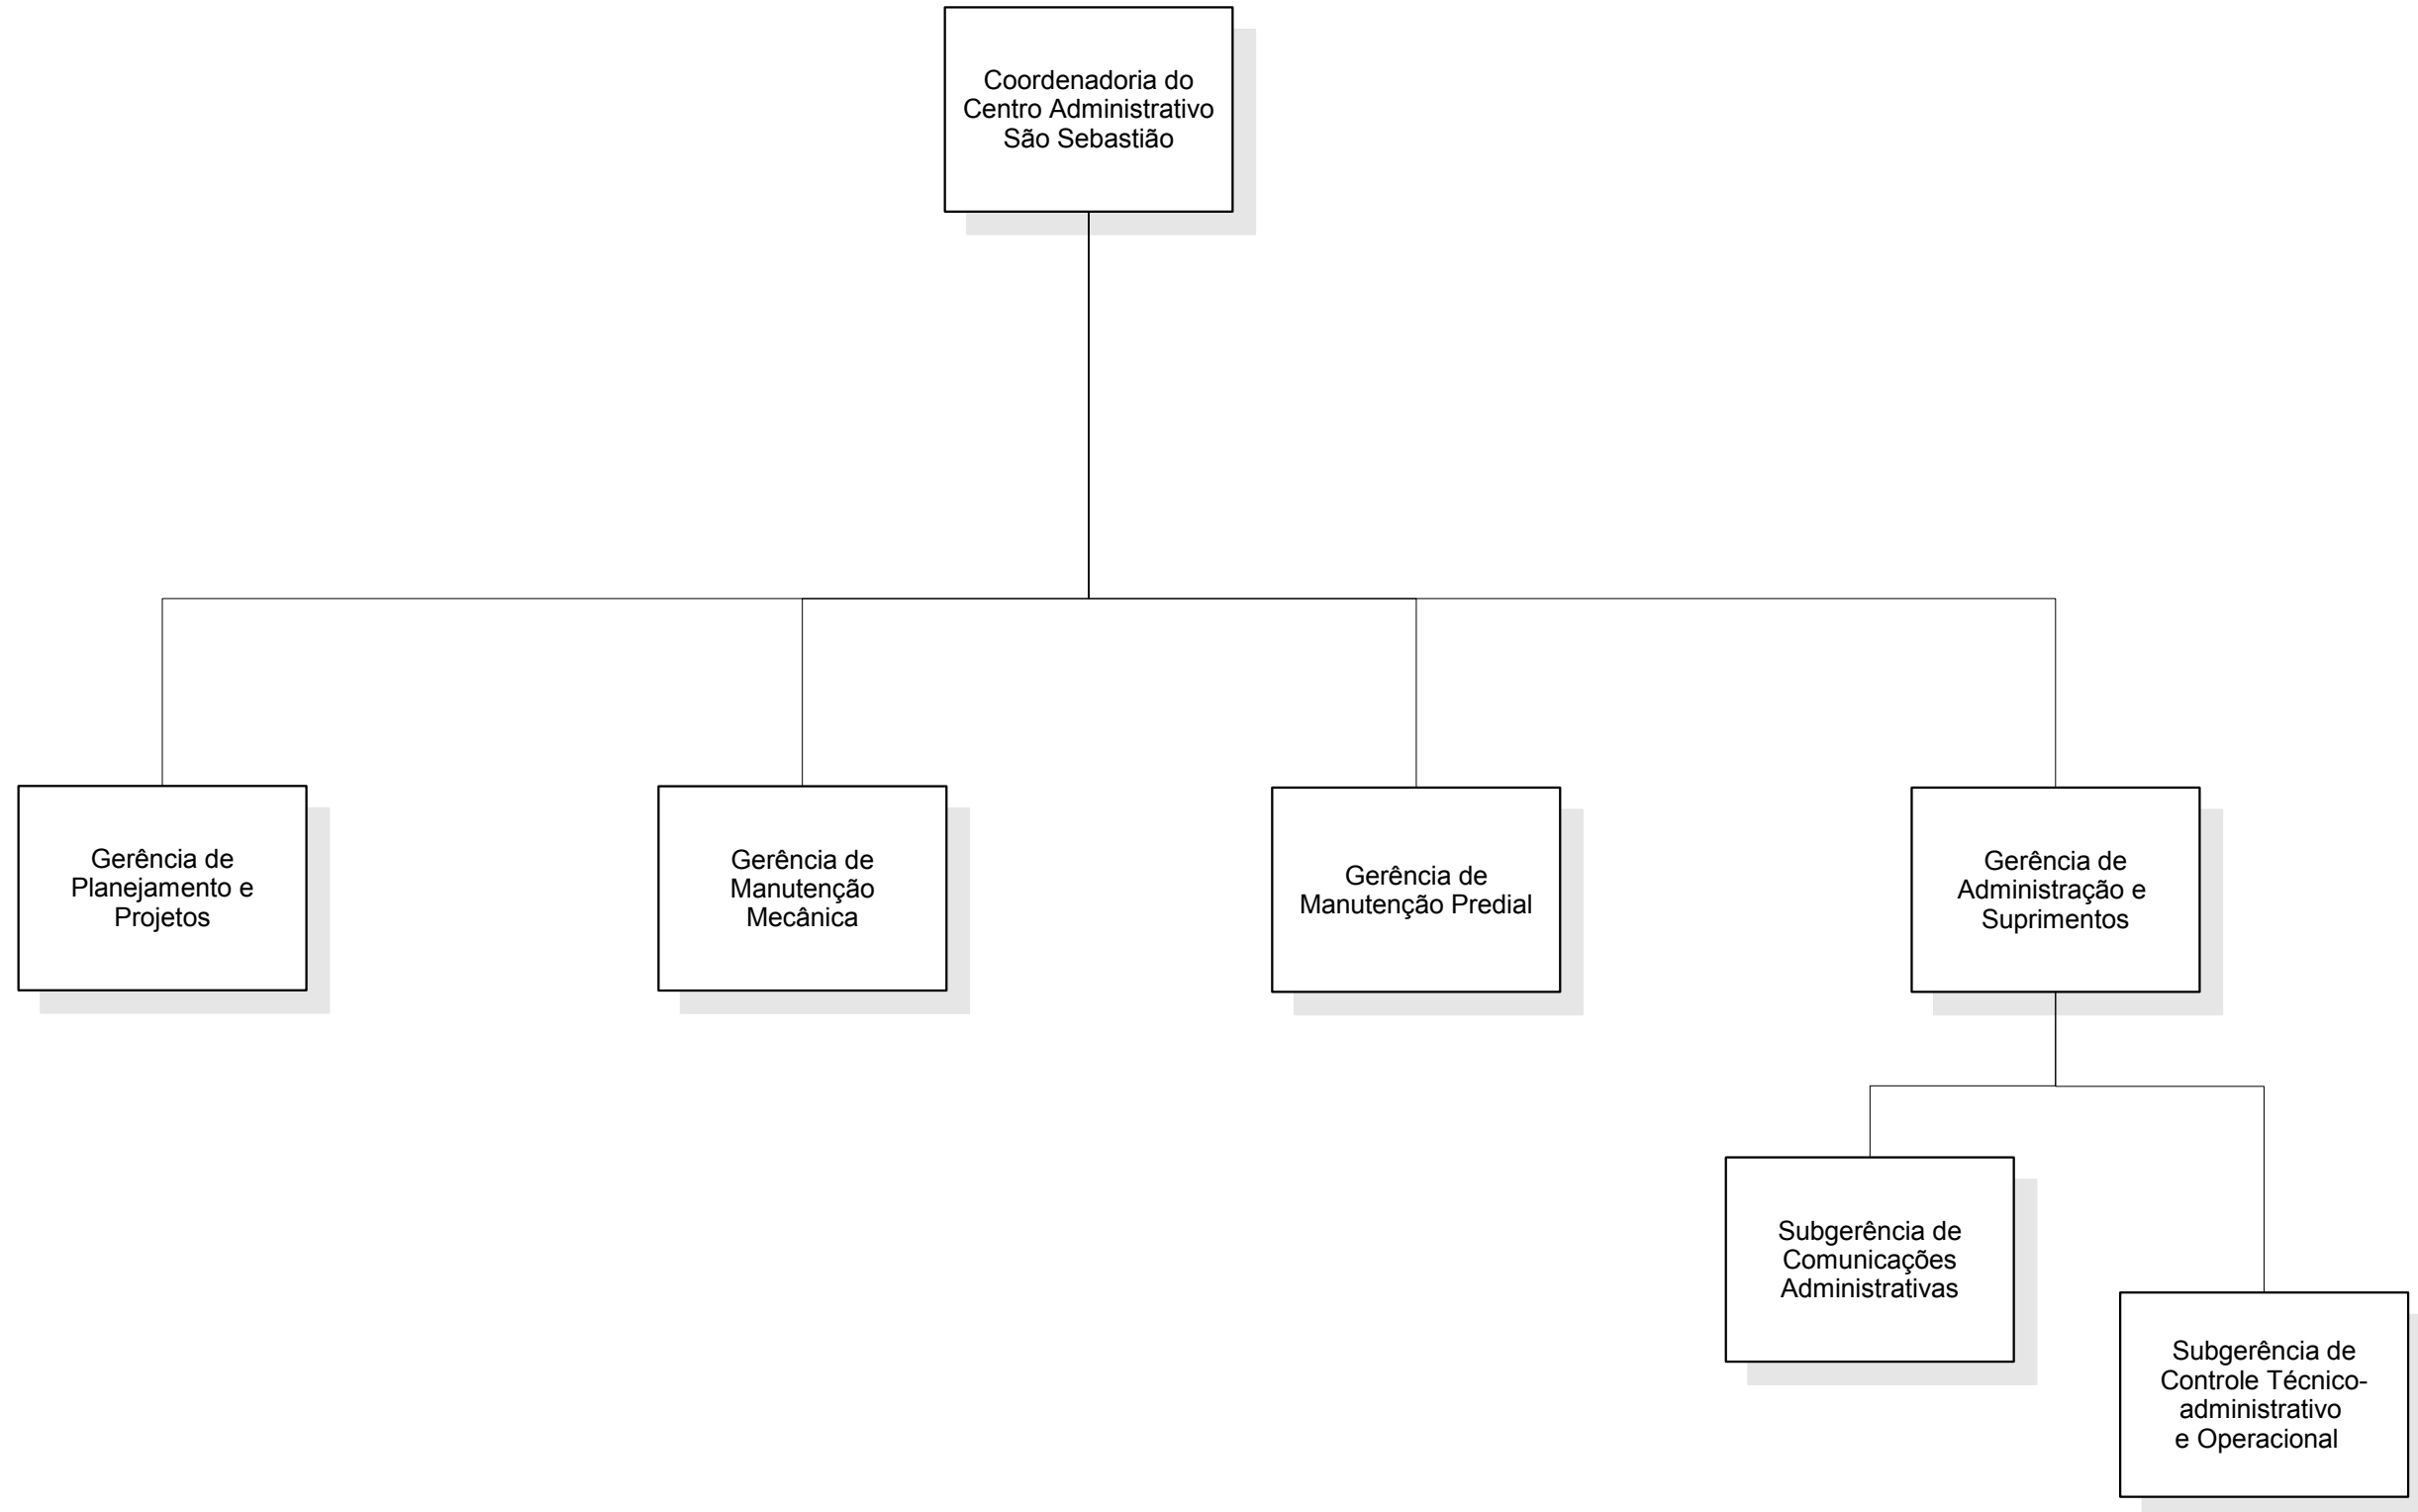 Coordenadoria do
Centro Administrativo
São Sebastião
Gerência de
Planejamento e
Projetos
Gerência de
Manutenção
Mecânica
Gerência de
Manutenção Predial
Gerência de
Administração e
Suprimentos
Subgerência de
Comunicações
Administrativas
Subgerência de
Controle Técnico-
administrativo
e Operacional